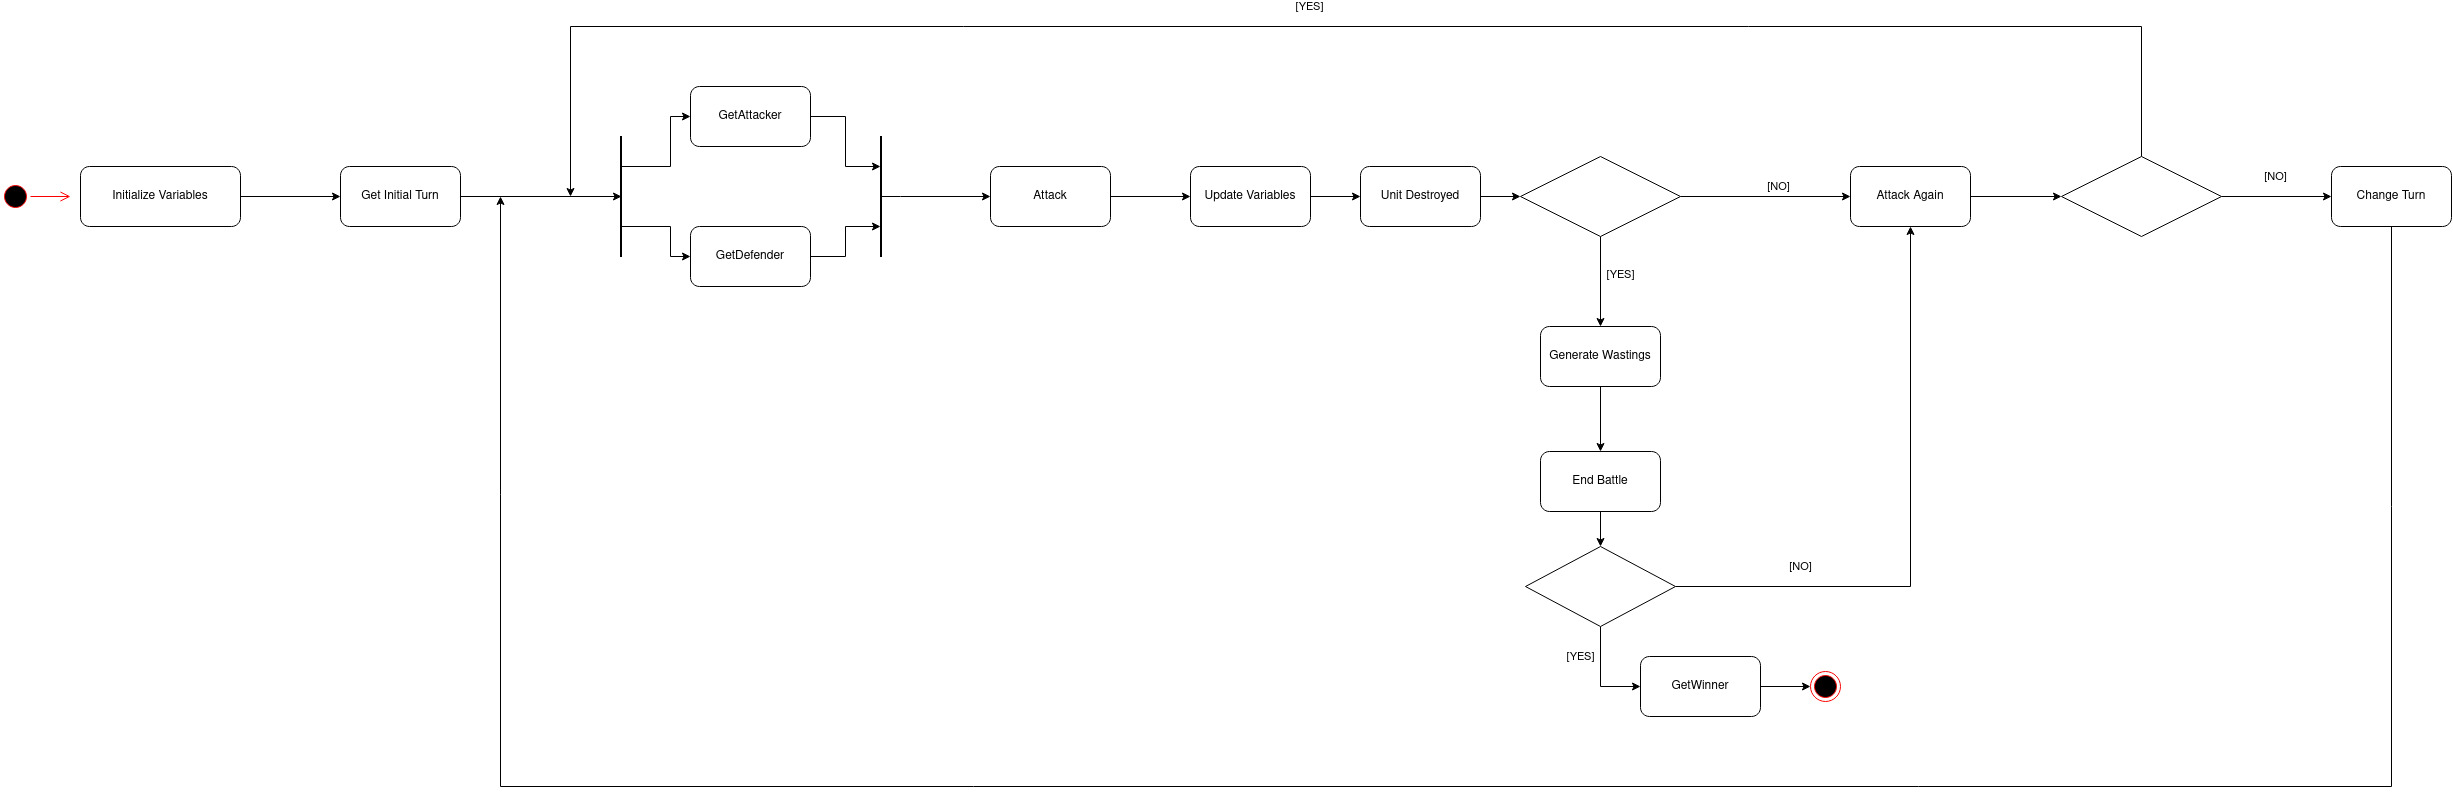 [YES]
GetAttacker
Initialize Variables
Get Initial Turn
GetDefender
Attack
Update Variables
Unit Destroyed
[NO]
Attack Again
[NO]
Change Turn
[YES]
Generate Wastings
End Battle
[NO]
[YES]
GetWinner